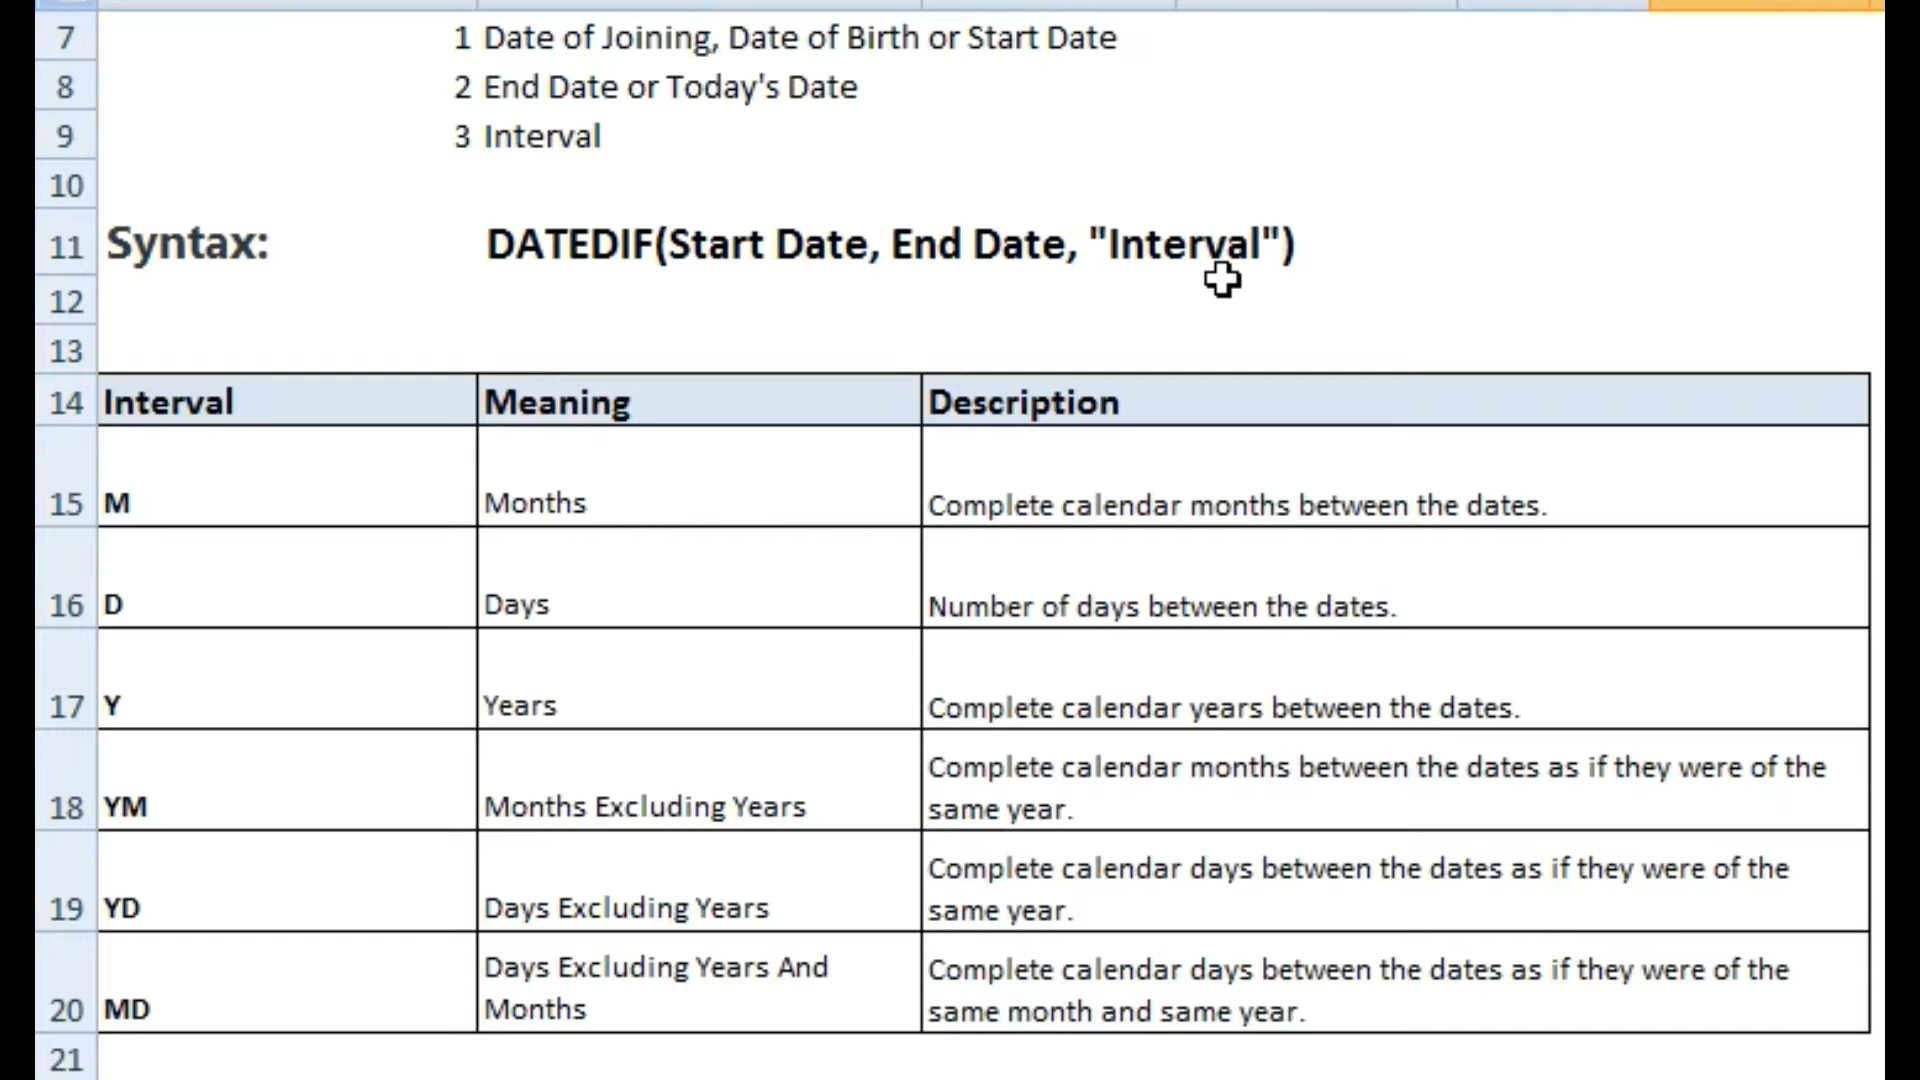 7 1 Date of Joining, Date of Birth or Start Date
8 2 End Date or Today's Date
9 3 Interval
10
11 Syntax: DATEDIF(Start Date, End Date, "Interval")
12
13
14 Interval Meaning Description
15 M Months Complete calendar months between the dates.
16 D Days Number of days between the dates.
17 Y Years Complete calendar years between the dates.
18 YM Months Excluding Years Complete calendar months between the dates as if they were of the
same year.
19 YD Days Excluding Years Complete calendar days between the dates as if they were of the
same year.
20 MD Days Excluding Years And
Months Complete calendar days between the dates as if they were of the
same month and same year.
21